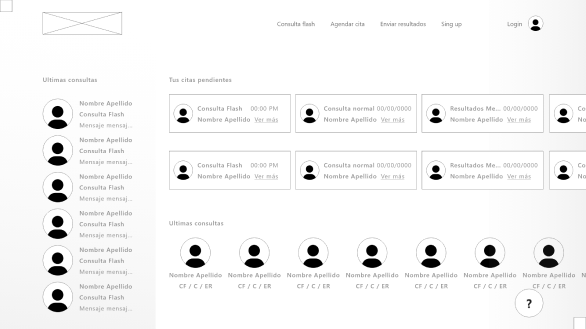 Consulta flash Agendar cita Enviar resultados Sing up Login
Ultimas consultas
Nombre Apellido
Consulta Flash
Mensaje mensaj...
Nombre Apellido
Consulta Flash
Mensaje mensaj...
Nombre Apellido
Consulta Flash
Mensaje mensaj...
Nombre Apellido
Consulta Flash
Mensaje mensaj...
Nombre Apellido
Consulta Flash
Mensaje mensaj...
Nombre Apellido
Consulta Flash
Mensaje mensaj...
Tus citas pendientes
Consulta Flash 00:00 PM
Nombre Apellido Ver más
Consulta normal 00/00/0000
Nombre Apellido Ver más
Resultados Me... 00/00/0000
Nombre Apellido Ver más
Co
No
Consulta Flash 00:00 PM
Nombre Apellido Ver más
Consulta normal 00/00/0000
Nombre Apellido Ver más
Resultados Me... 00/00/0000
Nombre Apellido Ver más
Co
No
Ultimas consultas
Nombre Apellido Nombre Apellido Nombre Apellido Nombre Apellido Nombre Apellido Nombre Apellido Nombre Apellido N
CF / C / ER CF / C / ER CF / C / ER CF / C / ER CF / C / ER CF / C / ER CF / C / ER
?